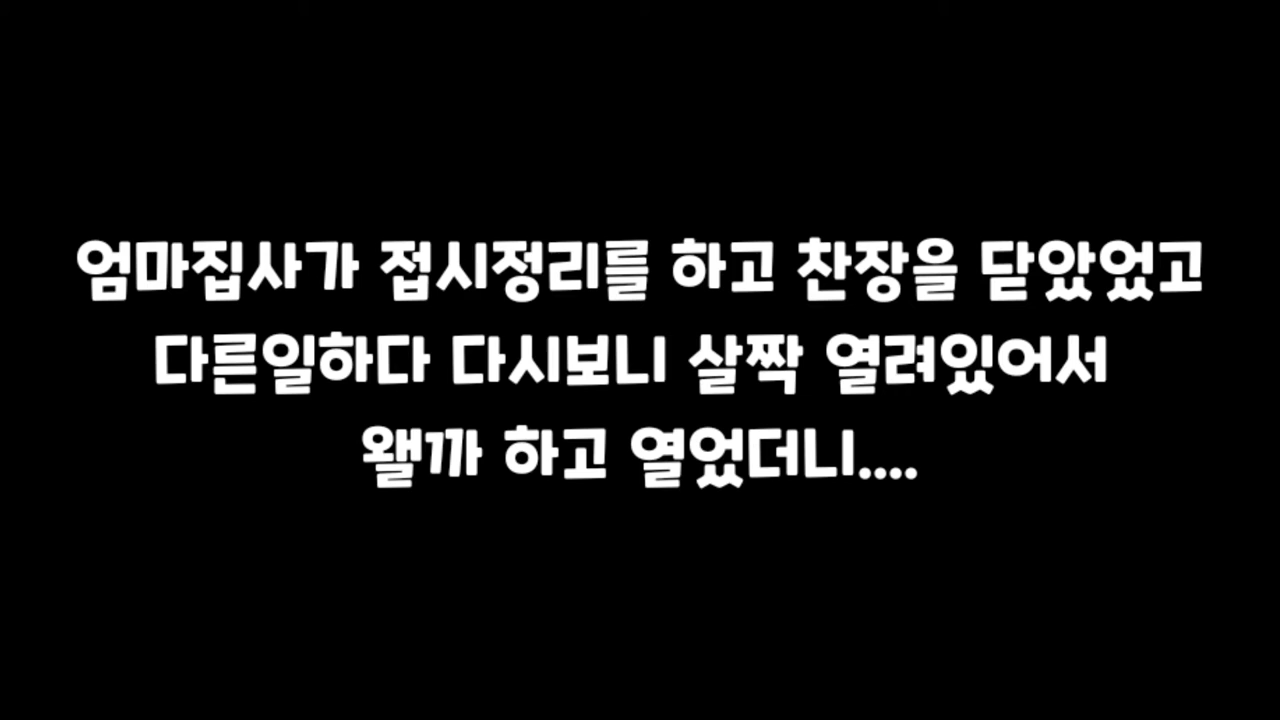 엄마집사가 접시정리를 하고 찬장을 닫았었고
다른일하다 다시보니 살짝 열려있어서
왤까 하고 열었더니....